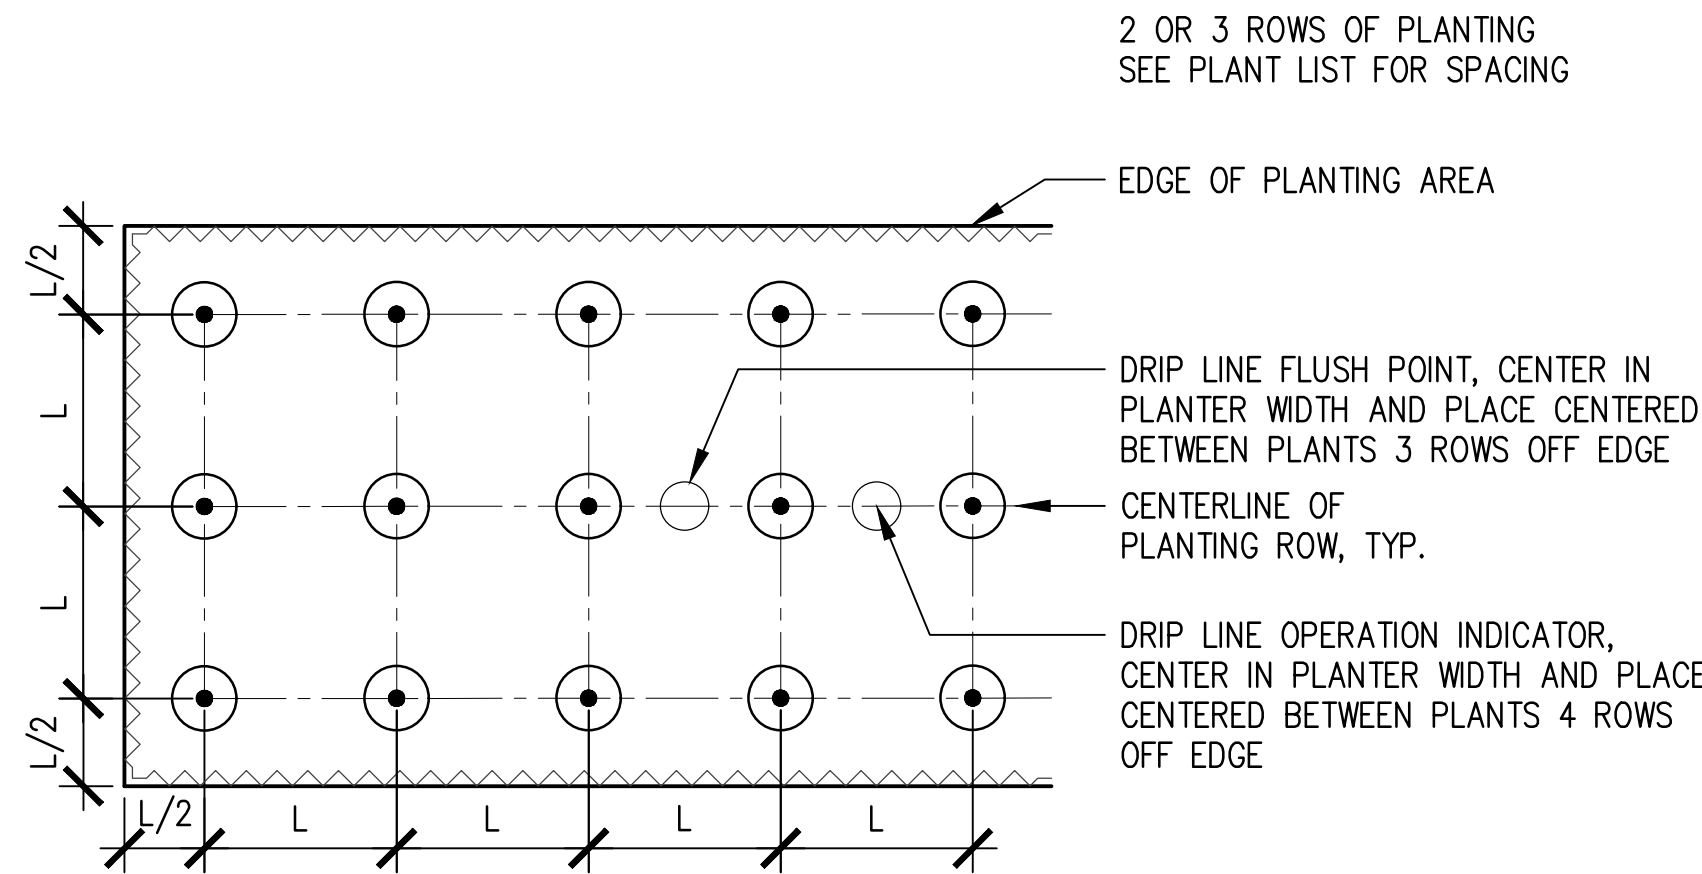 2 OR 3 ROWS OF PLANTING
SEE PLANT LIST FOR SPACING
EDGE OF PLANTING AREA
L/2
L
L
L/2
DRIP LINE FLUSH POINT, CENTER IN
PLANTER WIDTH AND PLACE CENTERED
BETWEEN PLANTS 3 ROWS OFF EDGE
CENTERLINE OF
PLANTING ROW, TYP.
DRIP LINE OPERATION INDICATOR,
CENTER IN PLANTER WIDTH AND PLACE
CENTERED BETWEEN PLANTS 4 ROWS
OFF EDGE
L/2
L
L
L
L